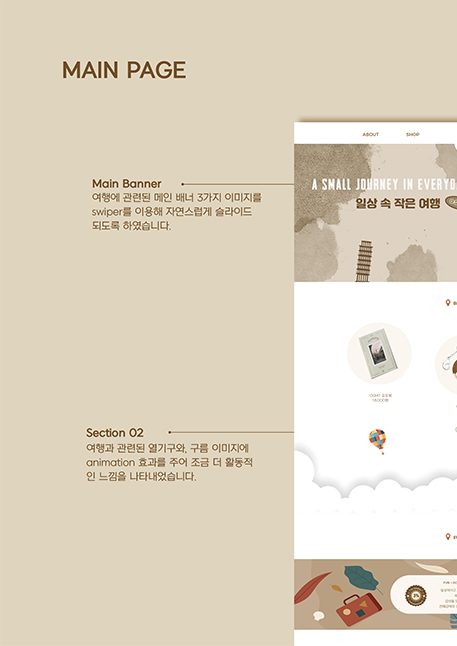 MAIN PAGE
ABOUT
SHOP
Main Banner
여행에 관련된 메인 배너 3가지 이미지를
swiper를 이용해 자연스럽게 슬라이드
되도록 하였습니다.
A SMALL JOURNEY IN EVERYD
일상 속 작은 여행
Section 02
여행과 관련된 열기구와, 구름 이미지에
animation 효과를 주어 조금 더 활동적
인 느낌을 나타내었습니다.